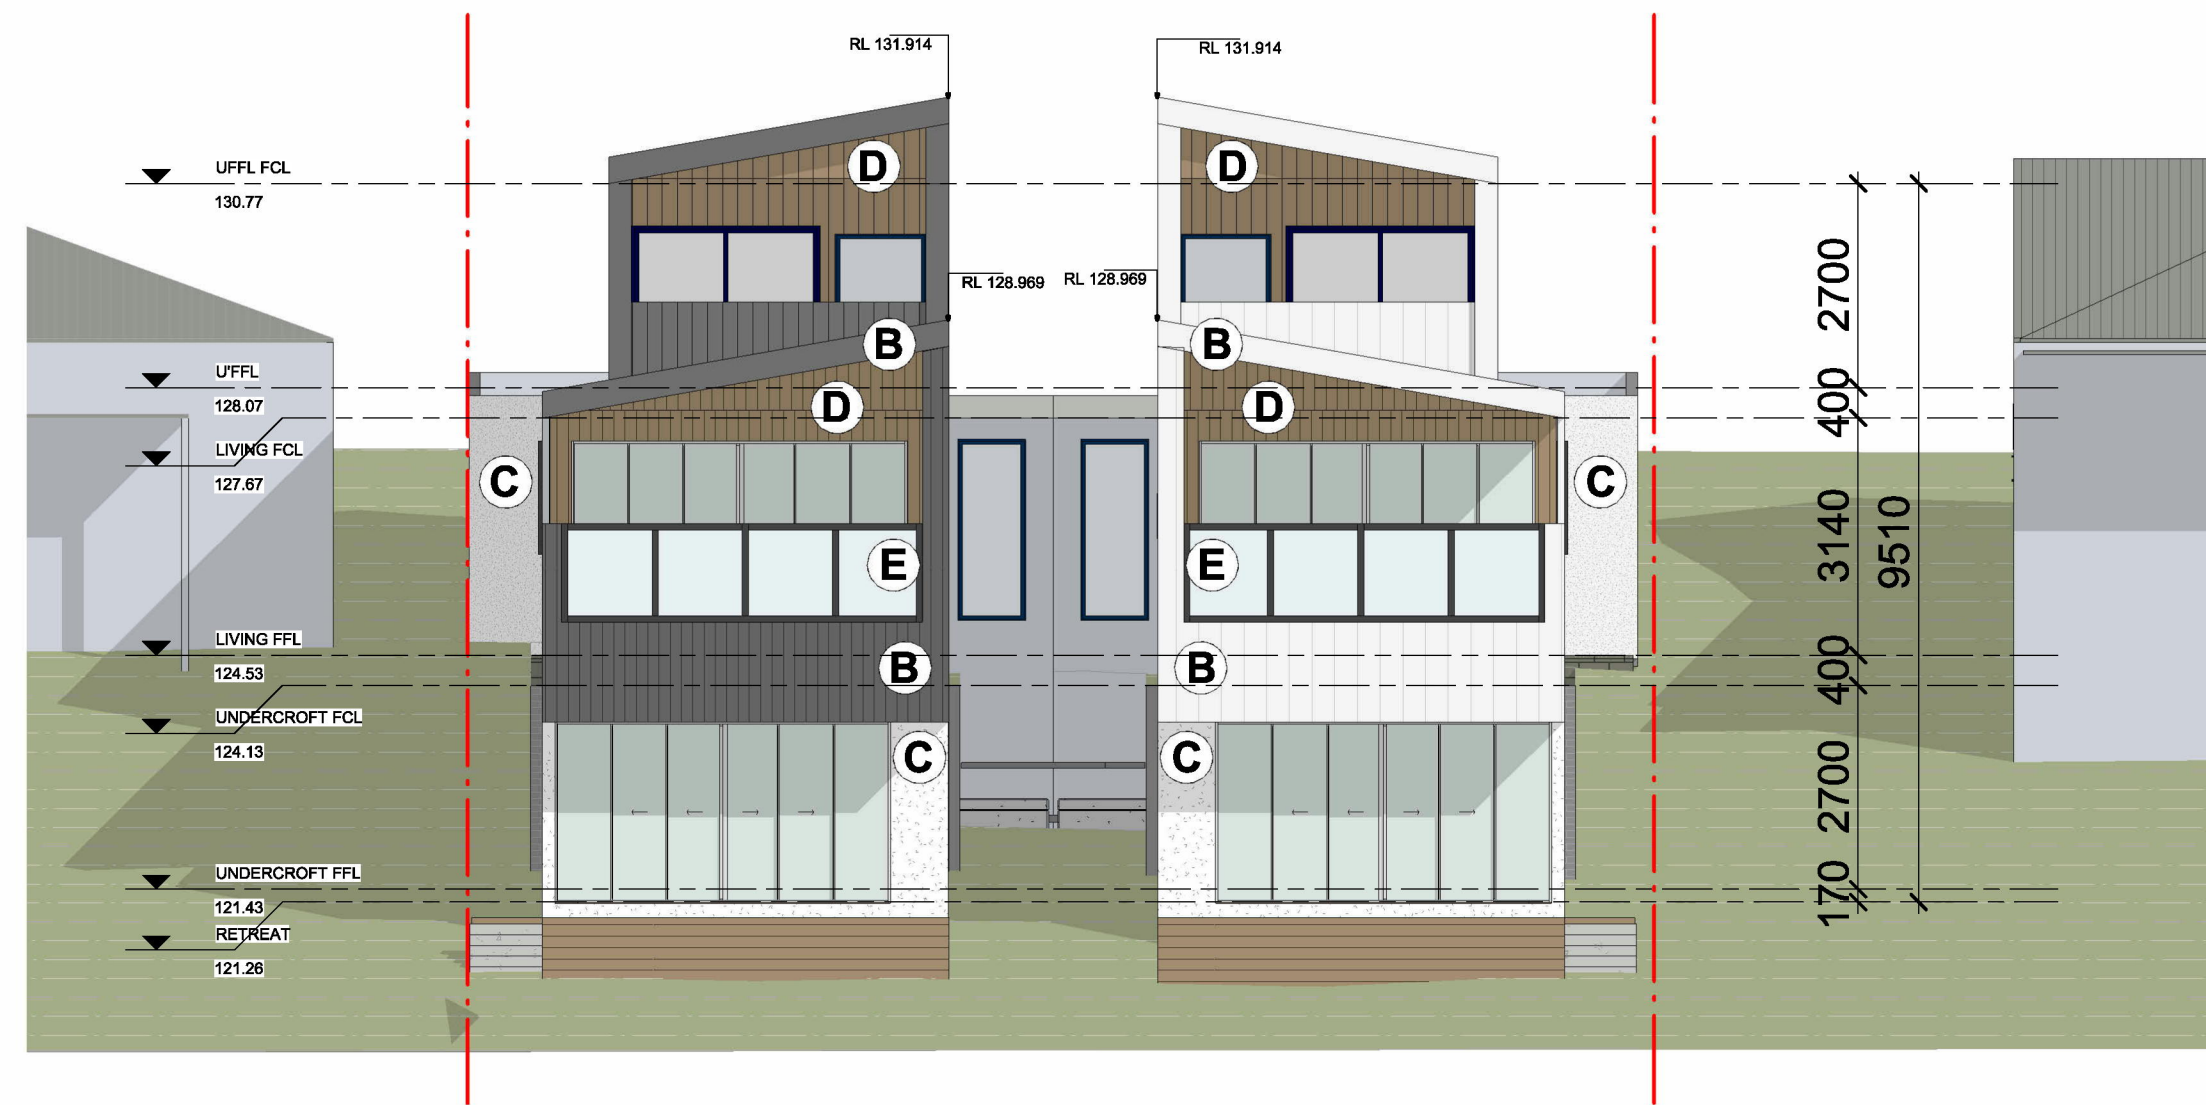 RL 131.914
RL 131.914
D
D
UFFL FCL
130.77
RL 128.969
RL 128.969
B
B
U'FFL
128.07
D
D
LIVING FCL
127.67
C
C
E
E
LIVING FFL
124.53
B
B
UNDERCROFT FCL
124.13
C
C
UNDERCROFT FFL
121.43
RETREAT
121.26
2700
400
3140
9510
400
2700
170